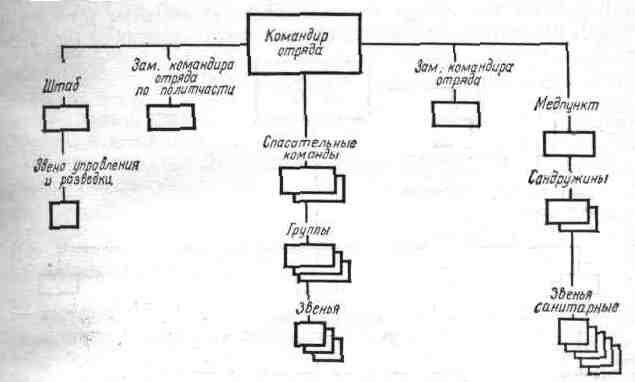 Командир
отряда
Штаб
Зам. командира
отряда
по политчасти
Зам. командира
отряда
Медпункт
Звено управления
и разведки
Спасательные
команды
Сандружины
Группы
Звенья
Звенья
санитарные